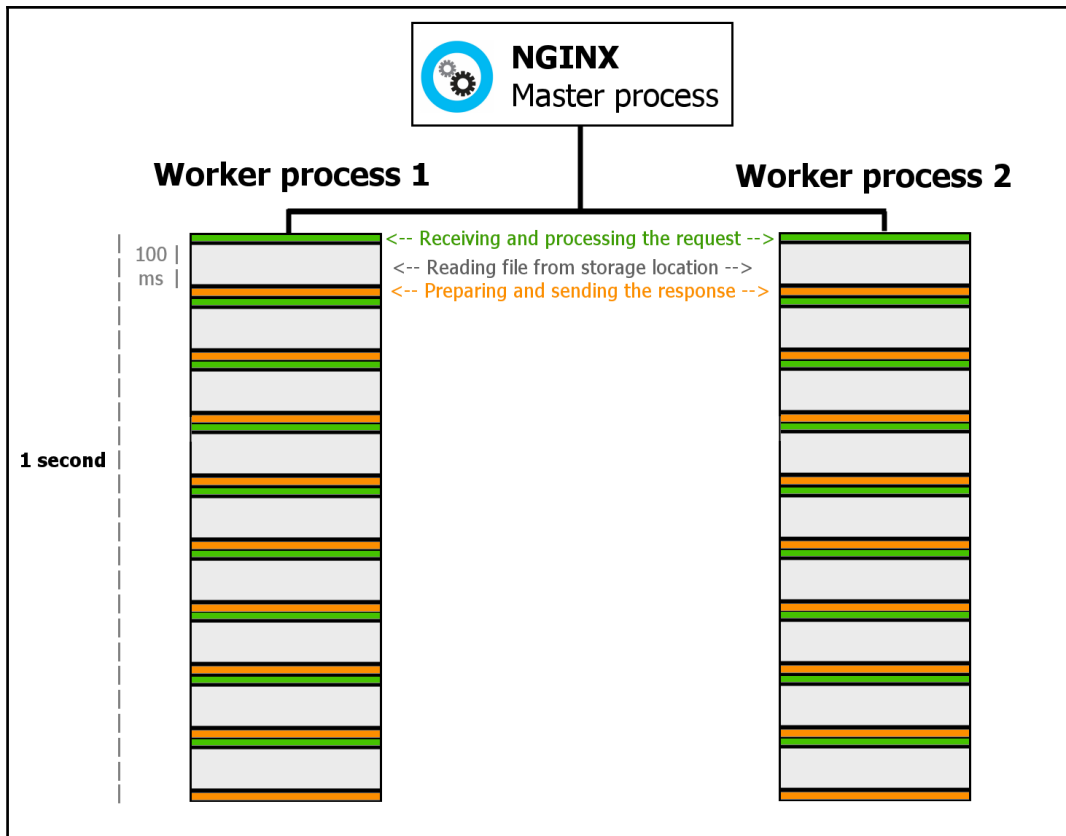 NGINX
Master process
Worker process 1
Worker process 2
<-- Receiving and processing the request -->
100
<-- Reading file from storage location -->
ms
<-- Preparing and sending the response -->
1 second